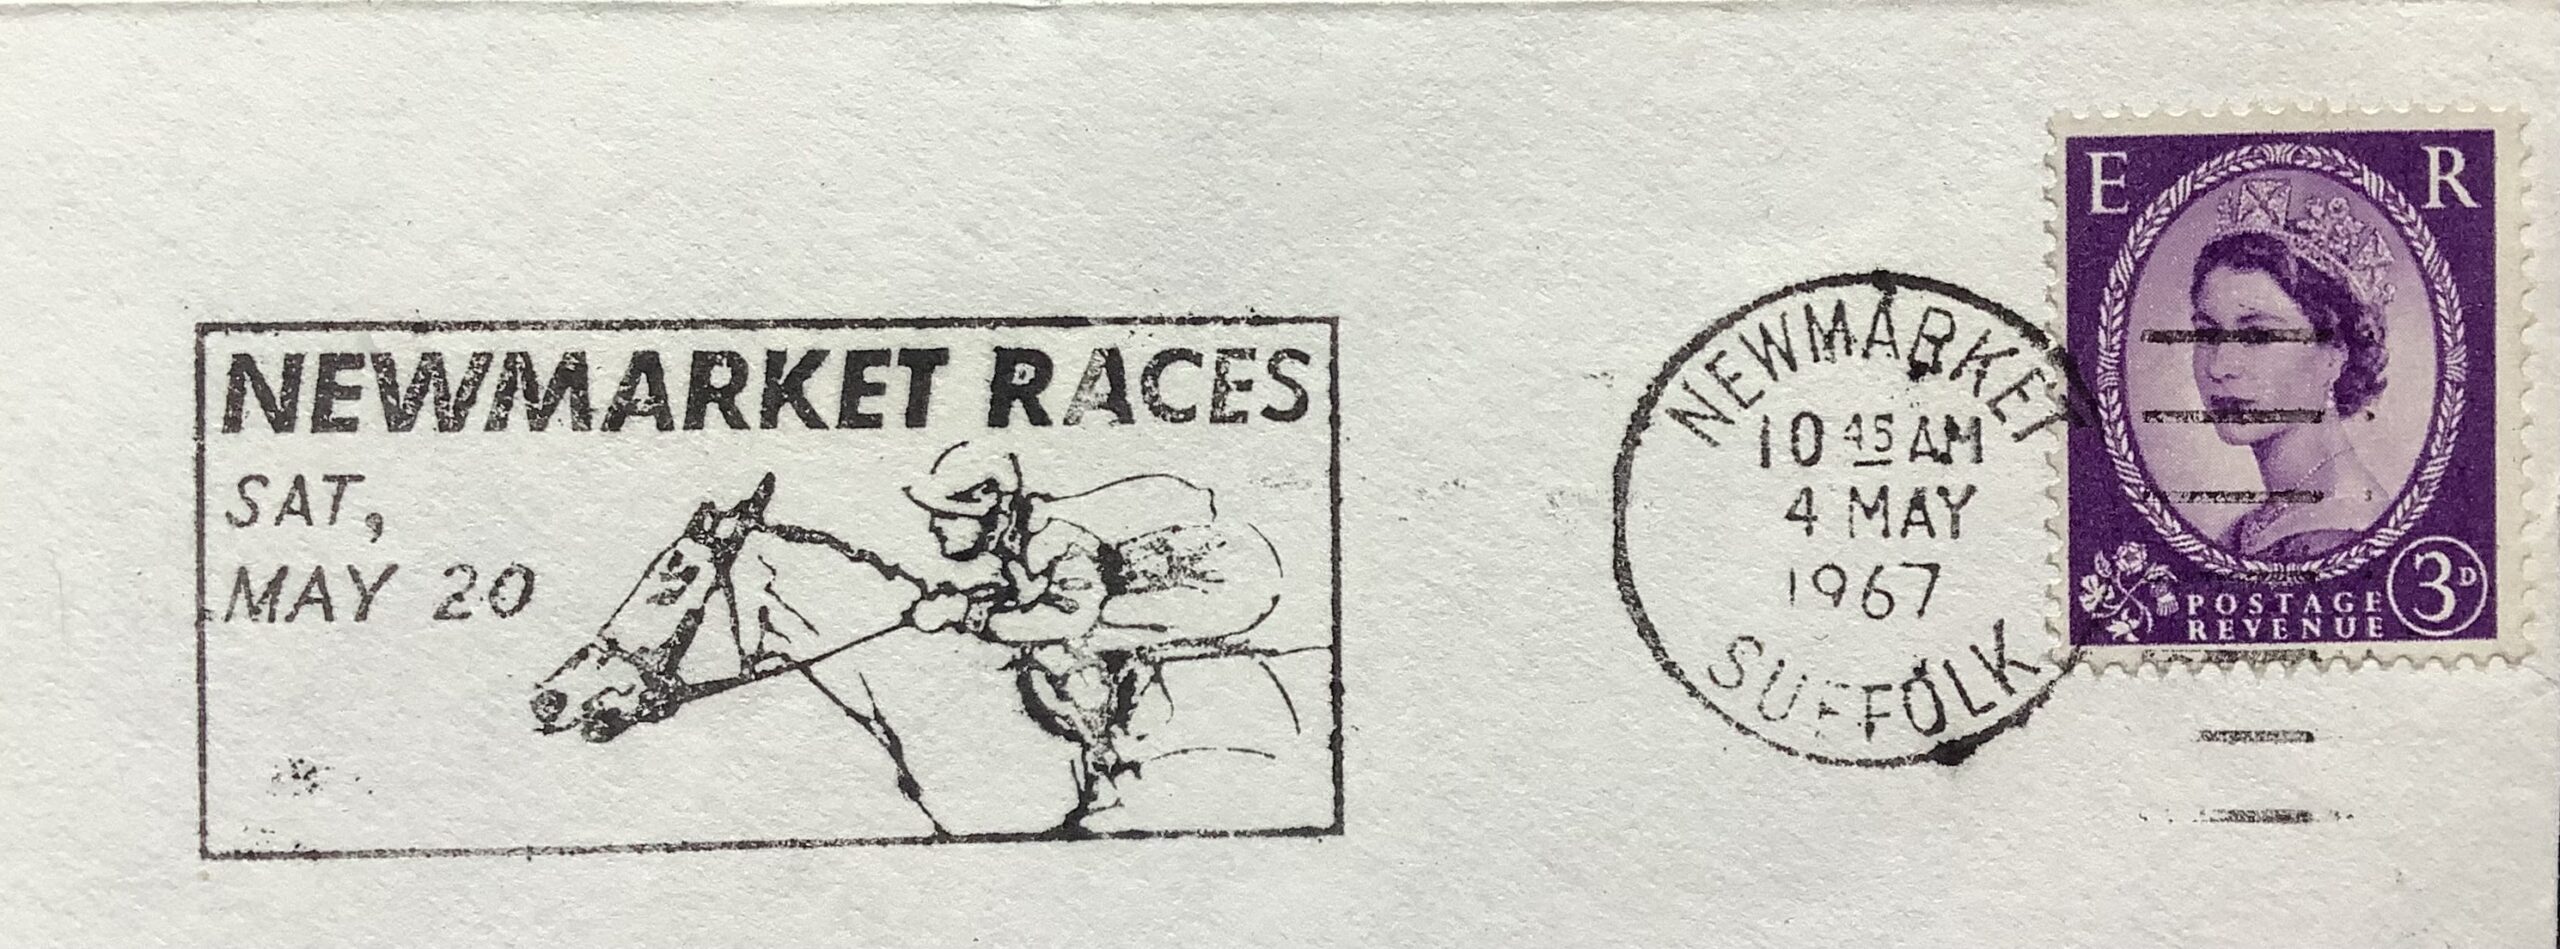 NEWMARKET RACES
SAT,
MAY 20
NEWMARKET
10 45 AM
4 MAY
1967
SUFFOLK
E R
POSTAGE
REVENUE
3D